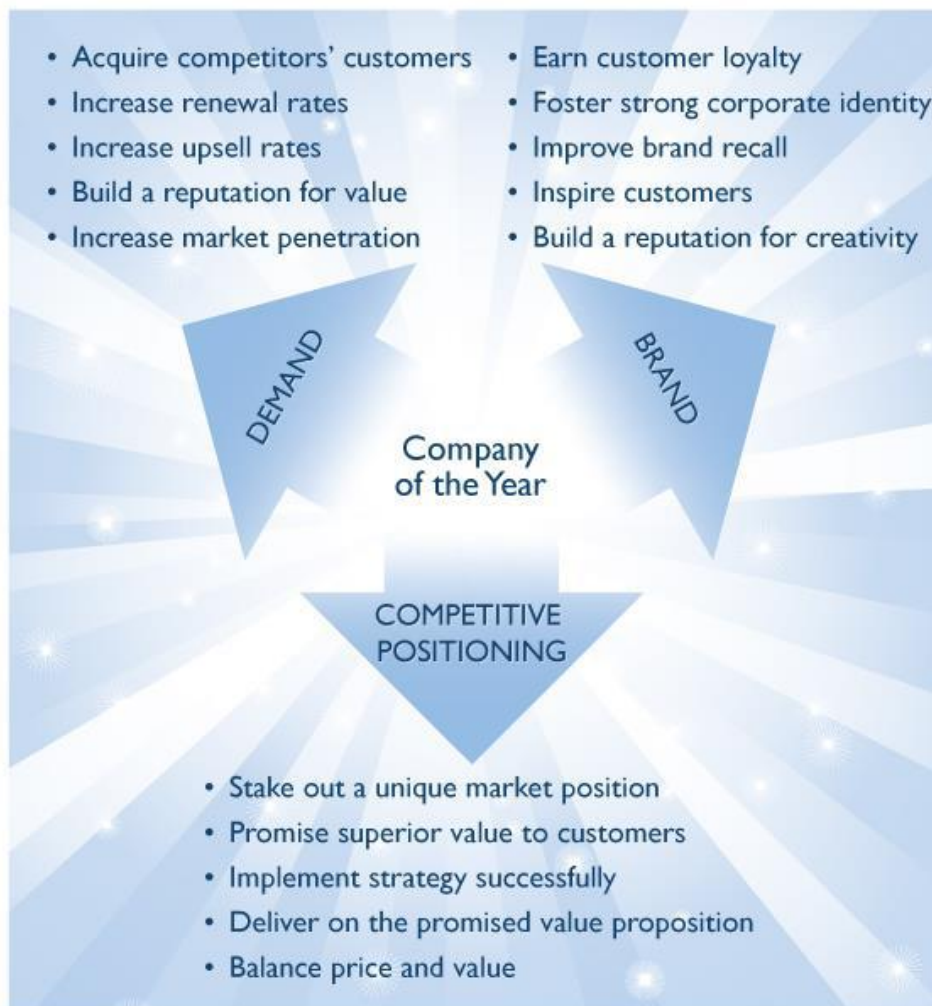 • Acquire competitors’ customers
• Increase renewal rates
• Increase upsell rates
• Build a reputation for value
• Increase market penetration
• Earn customer loyalty
• Foster strong corporate identity
• Improve brand recall
• Inspire customers
• Build a reputation for creativity
DEMAND
BRAND
Company
of the Year
COMPETITIVE
POSITIONING
• Stake out a unique market position
• Promise superior value to customers
• Implement strategy successfully
• Deliver on the promised value proposition
• Balance price and value